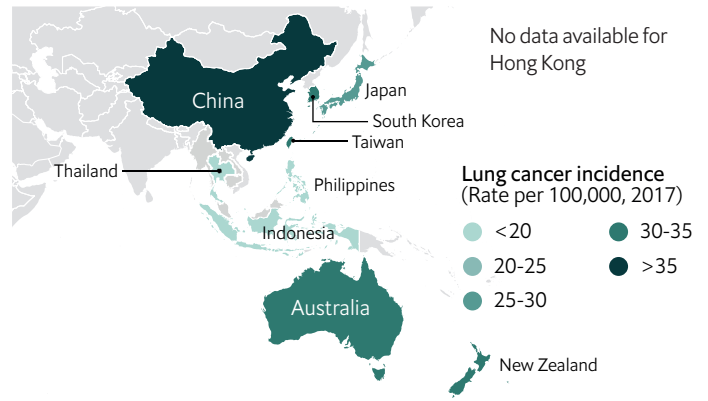 No data available for
Hong Kong
China
Japan
South Korea
Taiwan
Thailand
Philippines
Indonesia
Australia
New Zealand
Lung cancer incidence
(Rate per 100,000, 2017)
<20
20-25
25-30
30-35
>35